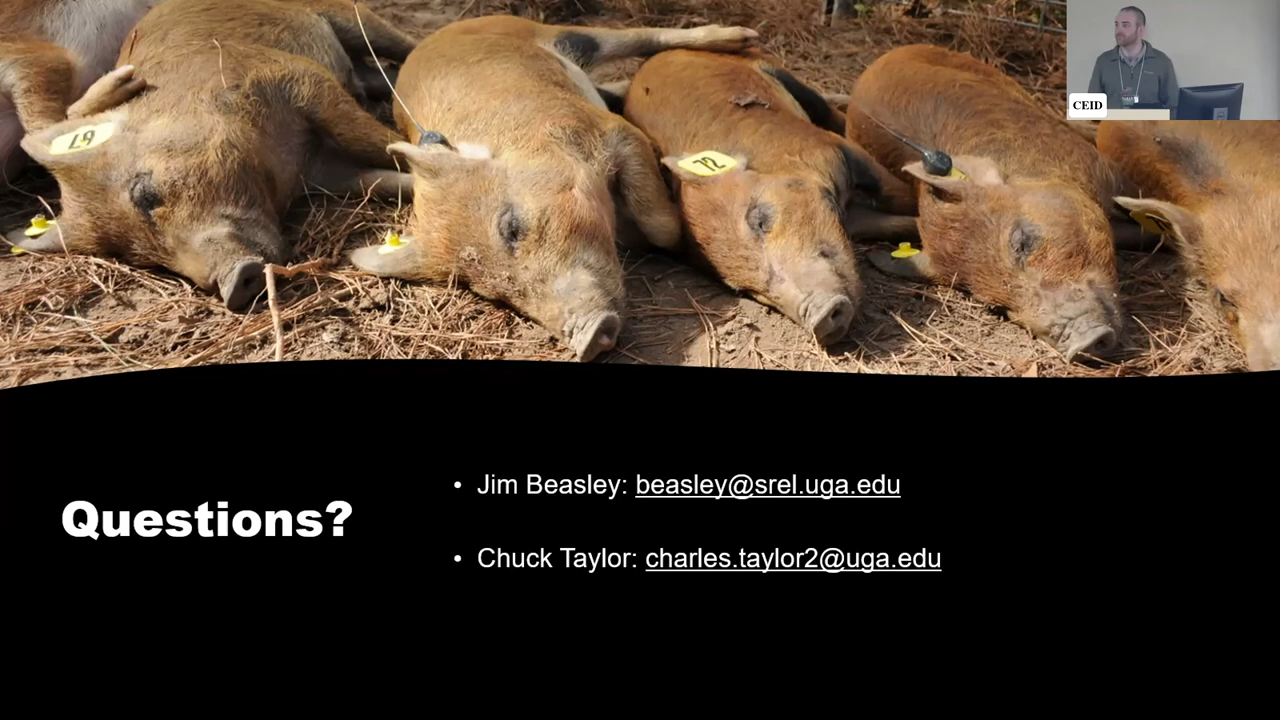 67
72
CEID
Questions?
• Jim Beasley: beasley@srel.uga.edu
• Chuck Taylor: charles.taylor2@uga.edu